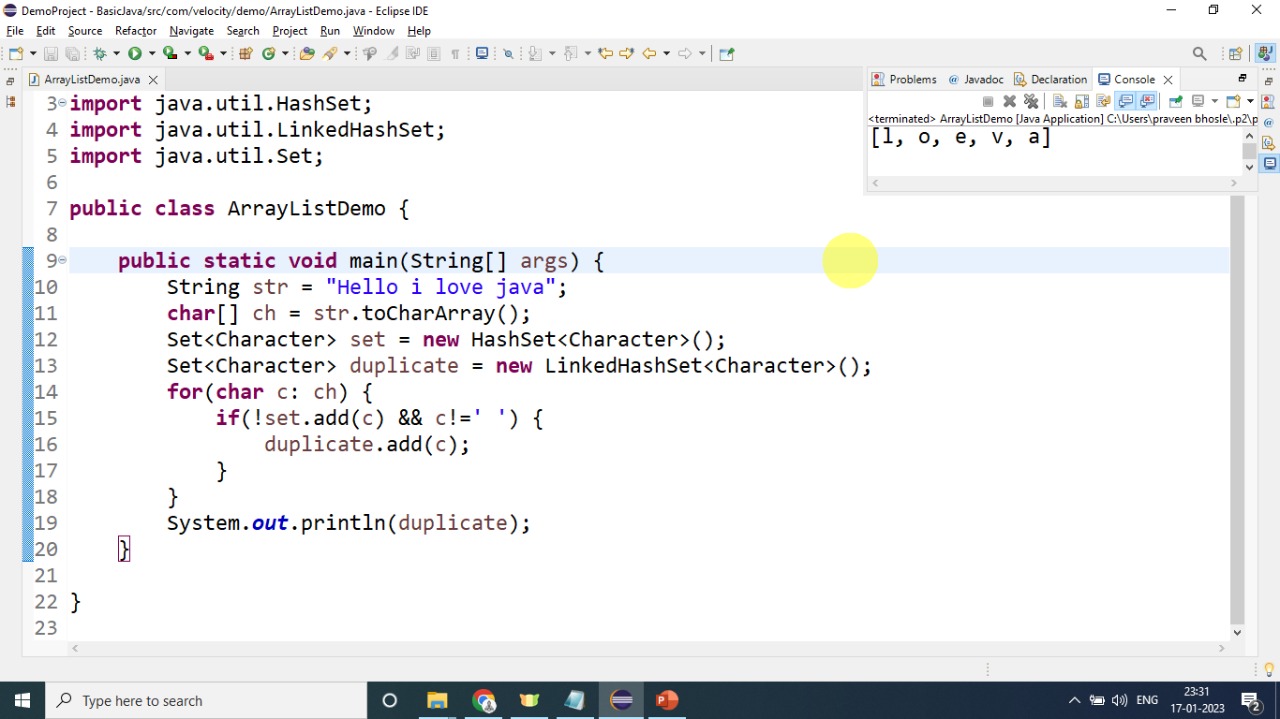 DemoProject - BasicJava/src/com/velocity/demo/ArrayListDemo.java - Eclipse IDE
File Edit Source Refactor Navigate Search Project Run Window Help
ArrayListDemo.java
3 import java.util.HashSet;
4 import java.util.LinkedHashSet;
5 import java.util.Set;
6
7 public class ArrayListDemo {
8
9 public static void main(String[] args) {
10 String str = "Hello i love java";
11 char[] ch = str.toCharArray();
12 Set<Character> set = new HashSet<Character>();
13 Set<Character> duplicate = new LinkedHashSet<Character>();
14 for(char c: ch) {
15 if(!set.add(c) && c!=' ') {
16 duplicate.add(c);
17 }
18 }
19 System.out.println(duplicate);
20 }
21
22 }
23
Problems @ Javadoc Declaration Console
<terminated> ArrayListDemo [Java Application] C:\Users\praveen bhosle\.p2\p
[l, o, e, v, a]
Type here to search
ENG
23:31
17-01-2023
2